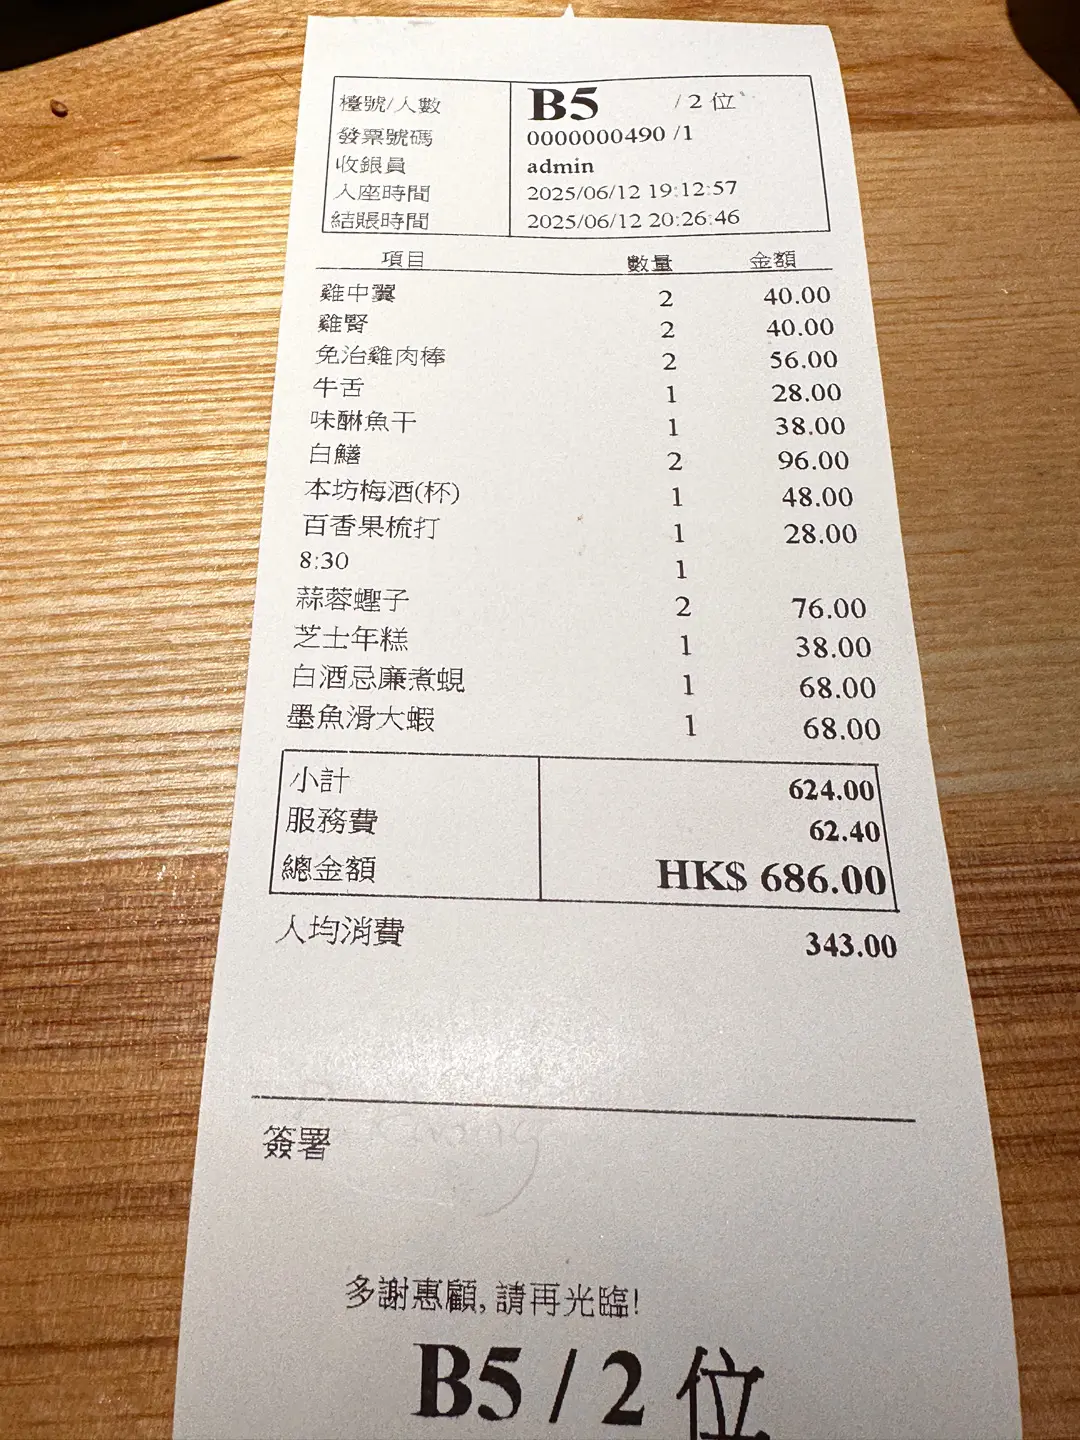 檯號/人數 B5 / 2 位
發票號碼 0000000490 /1
收銀員 admin
入座時間 2025/06/12 19:12:57
結賬時間 2025/06/12 20:26:46
項目 數量 金額
雞中翼 2 40.00
雞腎 2 40.00
免治雞肉棒 2 56.00
牛舌 1 28.00
味醂魚干 1 38.00
白鱔 2 96.00
本坊梅酒(杯) 1 48.00
百香果梳打 1 28.00
8:30 1
蒜蓉蟶子 2 76.00
芝士年糕 1 38.00
白酒忌廉煮蜆 1 68.00
墨魚滑大蝦 1 68.00
小計 624.00
服務費 62.40
總金額 HK$ 686.00
人均消費 343.00
簽署
多謝惠顧, 請再光臨!
B5 / 2 位